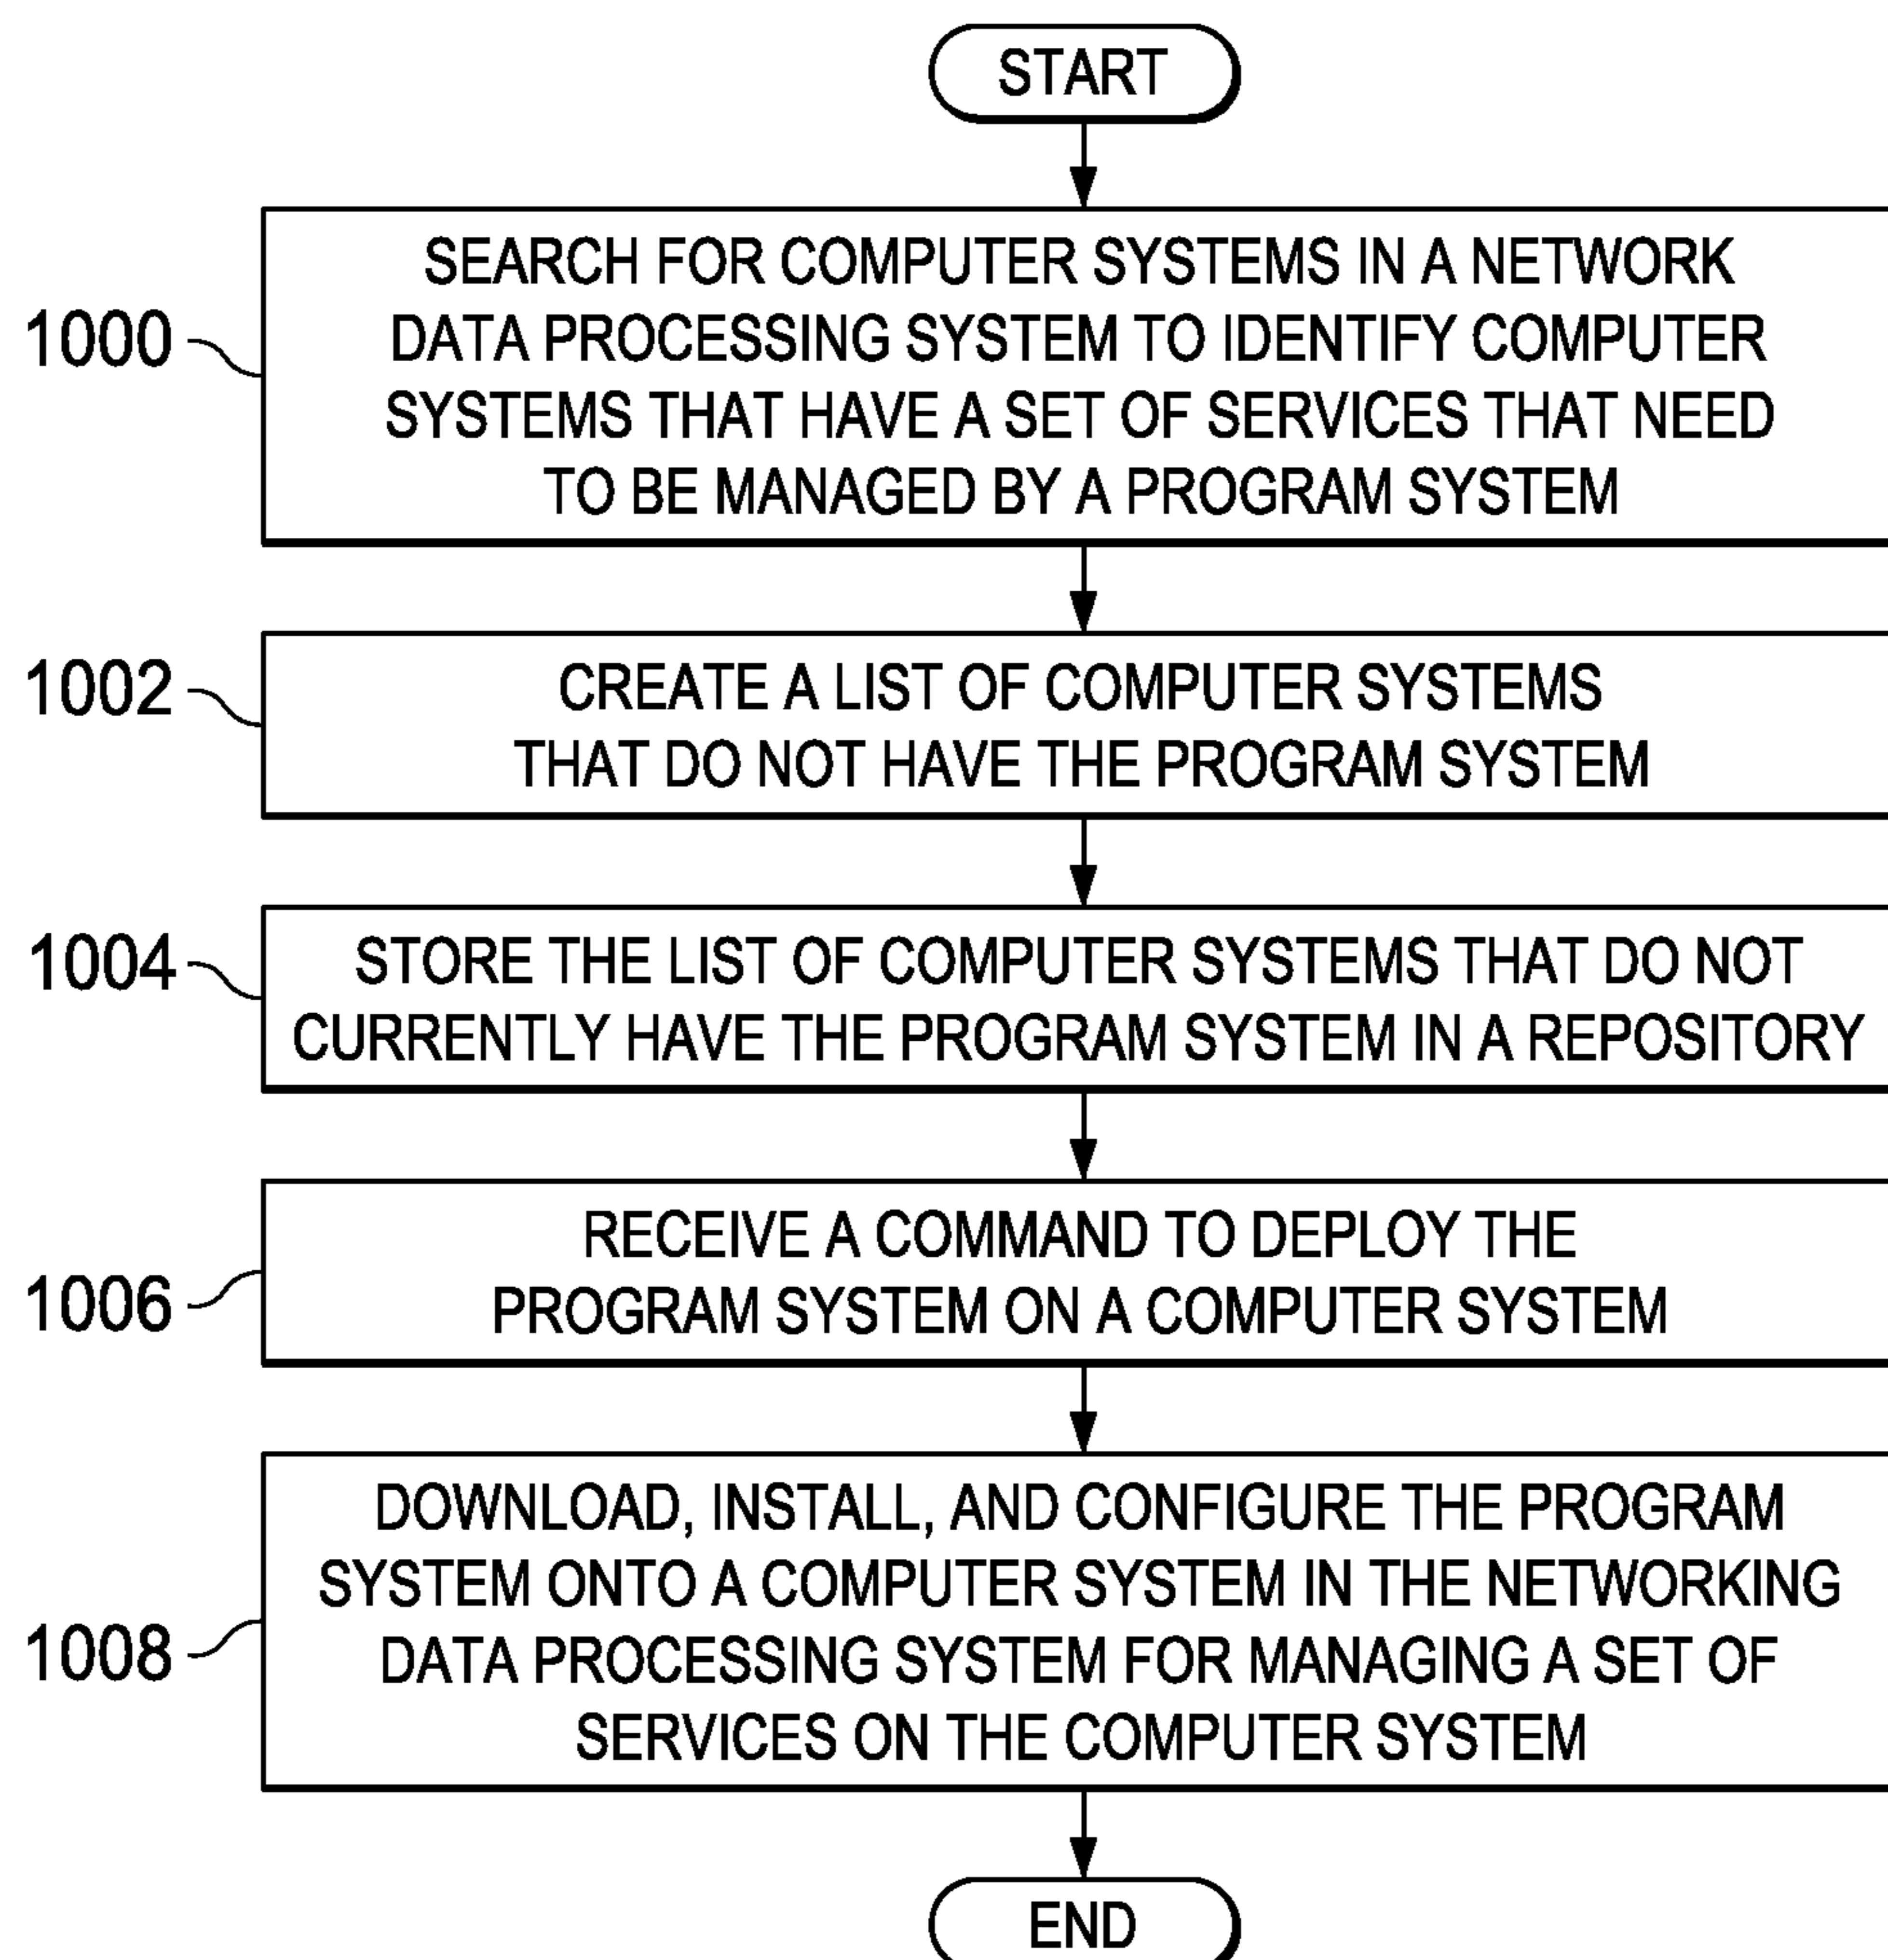 START
SEARCH FOR COMPUTER SYSTEMS IN A NETWORK
DATA PROCESSING SYSTEM TO IDENTIFY COMPUTER
SYSTEMS THAT HAVE A SET OF SERVICES THAT NEED
TO BE MANAGED BY A PROGRAM SYSTEM
1000
CREATE A LIST OF COMPUTER SYSTEMS
THAT DO NOT HAVE THE PROGRAM SYSTEM
1002
STORE THE LIST OF COMPUTER SYSTEMS THAT DO NOT
CURRENTLY HAVE THE PROGRAM SYSTEM IN A REPOSITORY
1004
RECEIVE A COMMAND TO DEPLOY THE
PROGRAM SYSTEM ON A COMPUTER SYSTEM
1006
DOWNLOAD, INSTALL, AND CONFIGURE THE PROGRAM
SYSTEM ONTO A COMPUTER SYSTEM IN THE NETWORKING
DATA PROCESSING SYSTEM FOR MANAGING A SET OF
SERVICES ON THE COMPUTER SYSTEM
1008
END